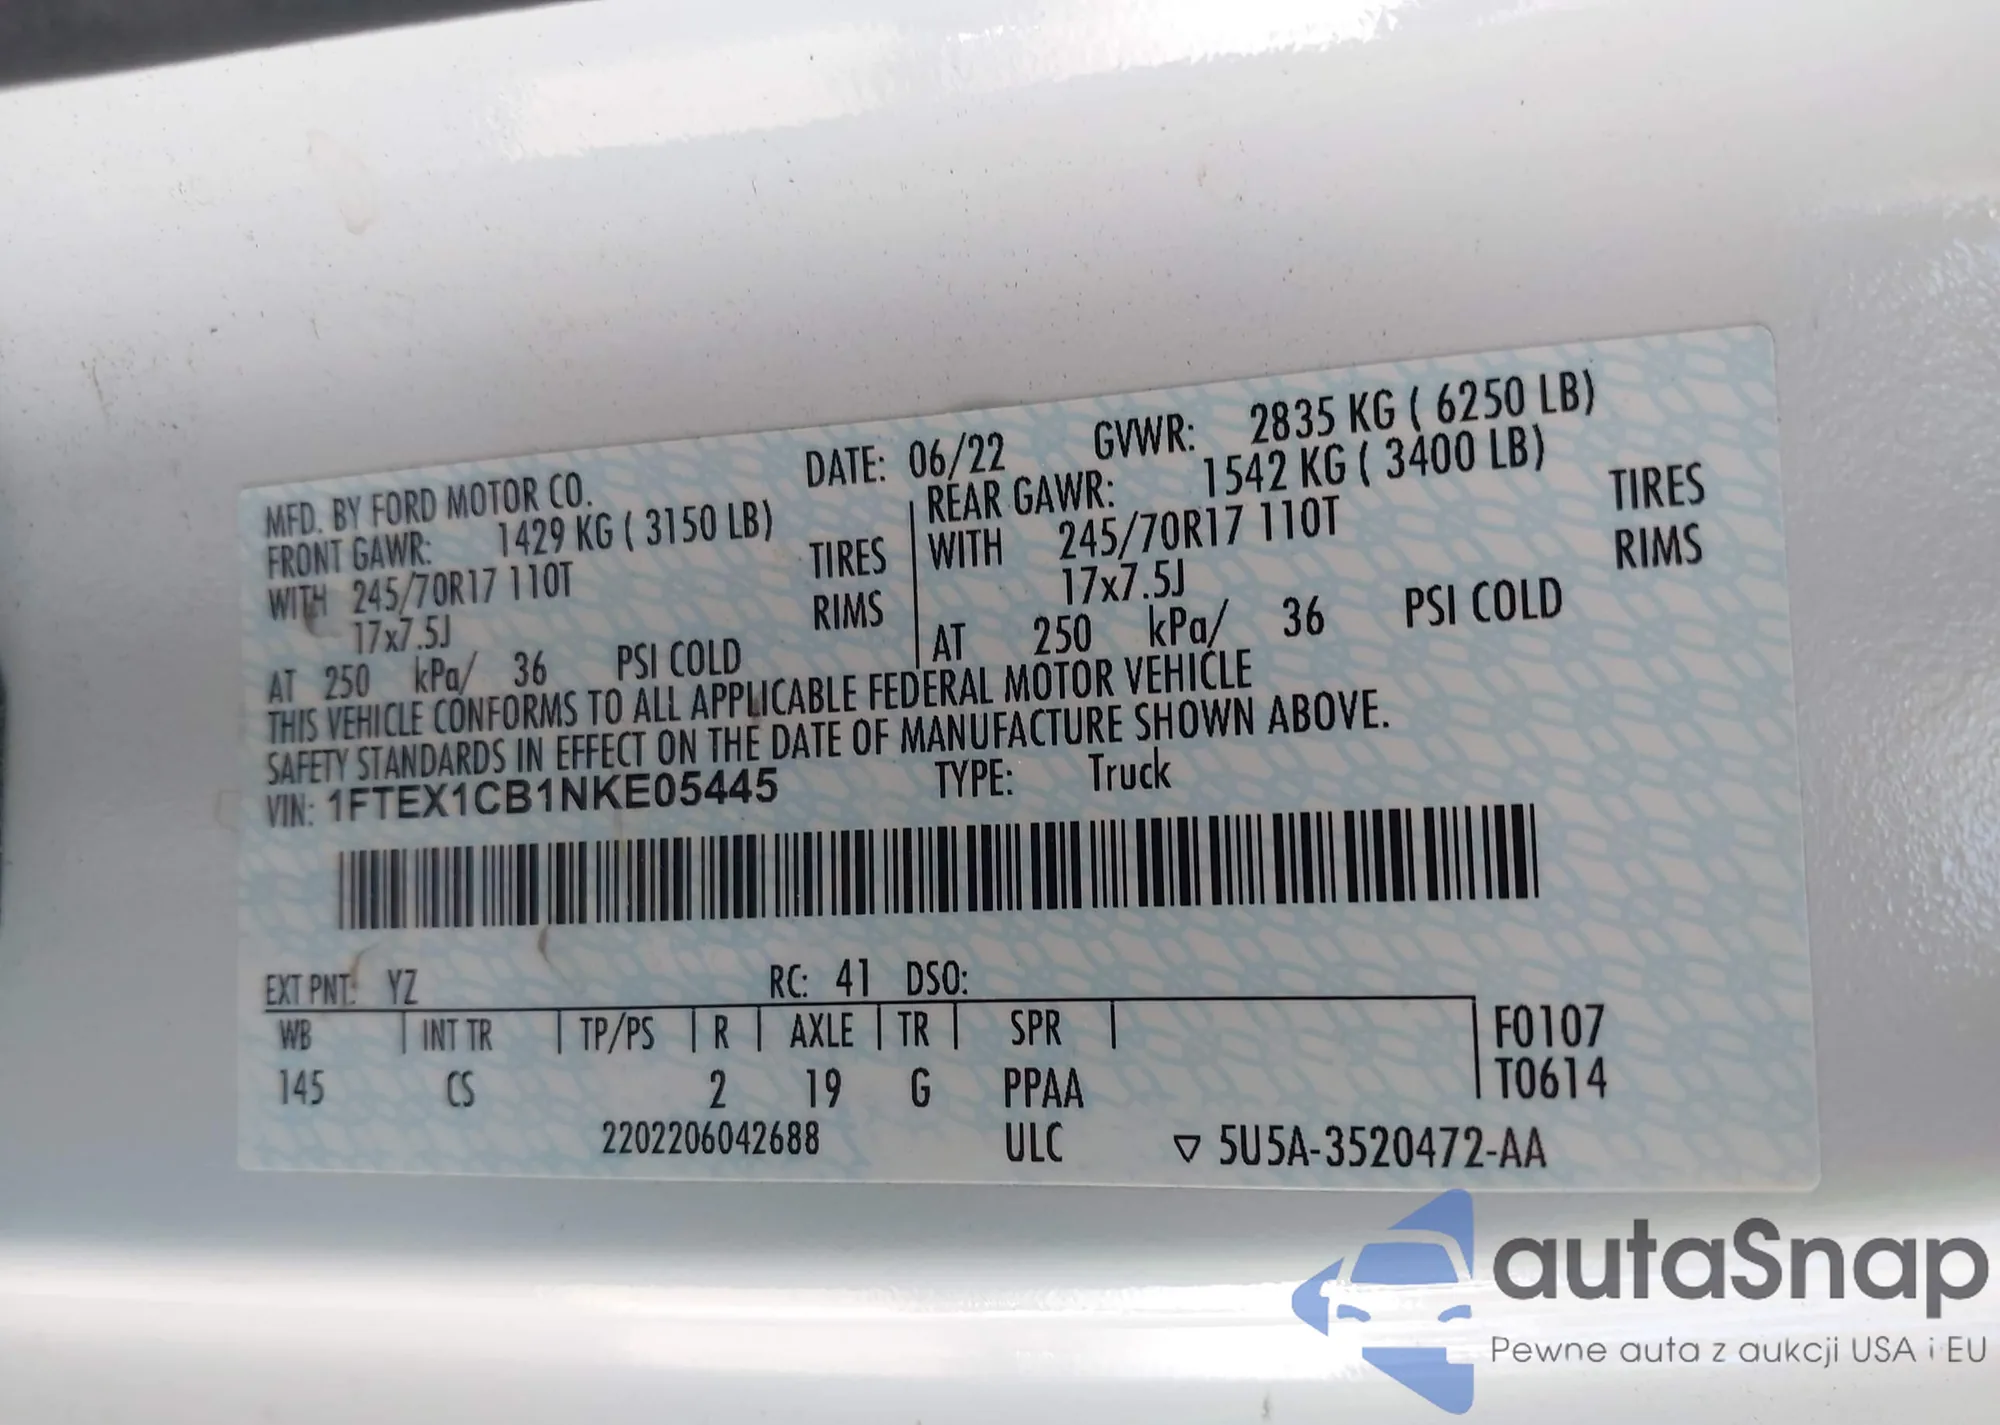 MFD. BY FORD MOTOR CO. DATE: 06/22 GVWR: 2835 KG ( 6250 LB)
FRONT GAWR: 1429 KG ( 3150 LB) REAR GAWR: 1542 KG ( 3400 LB)
WITH 245/70R17 110T TIRES WITH 245/70R17 110T TIRES
17x7.5J RIMS 17x7.5J RIMS
AT 250 kPa/ 36 PSI COLD AT 250 kPa/ 36 PSI COLD
THIS VEHICLE CONFORMS TO ALL APPLICABLE FEDERAL MOTOR VEHICLE
SAFETY STANDARDS IN EFFECT ON THE DATE OF MANUFACTURE SHOWN ABOVE.
VIN: 1FTEX1CB1NKE05445 TYPE: Truck
EXT PNT: YZ RC: 41 DSO:
WB INT TR TP/PS R AXLE TR SPR F0107
145 CS 2 19 G PPAA T0614
2202206042688 ULC ▽ 5U5A-3520472-AA
autaSnap
Pewne auta z aukcji USA i EU